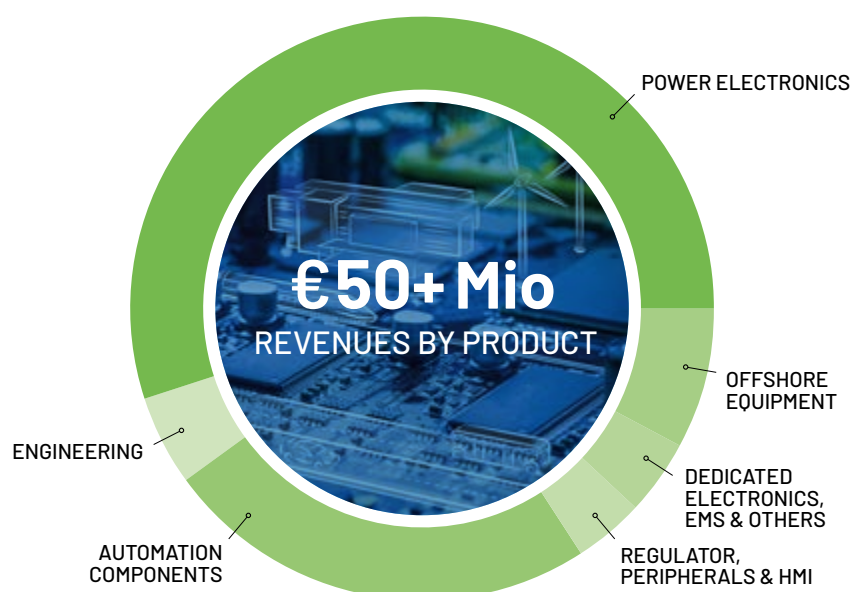 POWER ELECTRONICS
€50+ Mio
REVENUES BY PRODUCT
OFFSHORE
EQUIPMENT
ENGINEERING
DEDICATED
ELECTRONICS,
EMS & OTHERS
AUTOMATION
COMPONENTS
REGULATOR,
PERIPHERALS & HMI